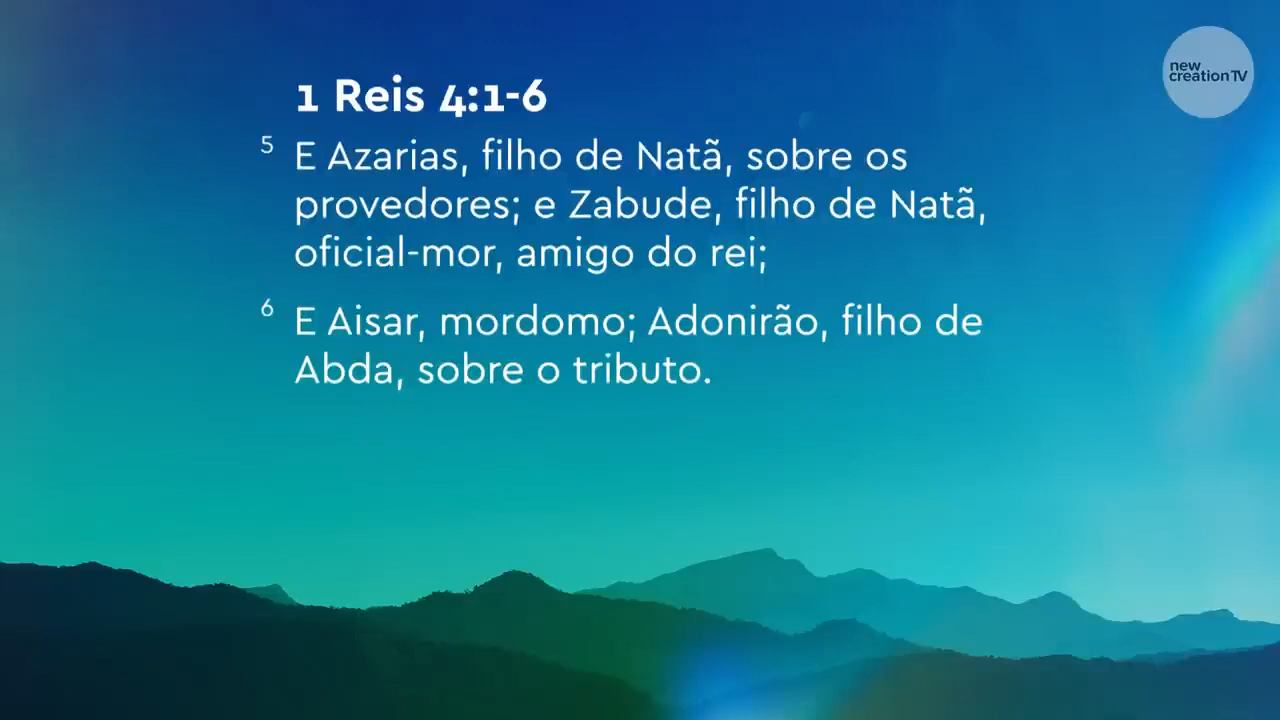 new
creation TV
1 Reis 4:1-6
5 E Azarias, filho de Natã, sobre os
provedores; e Zabude, filho de Natã,
oficial-mor, amigo do rei;
6 E Aisar, mordomo; Adonirão, filho de
Abda, sobre o tributo.